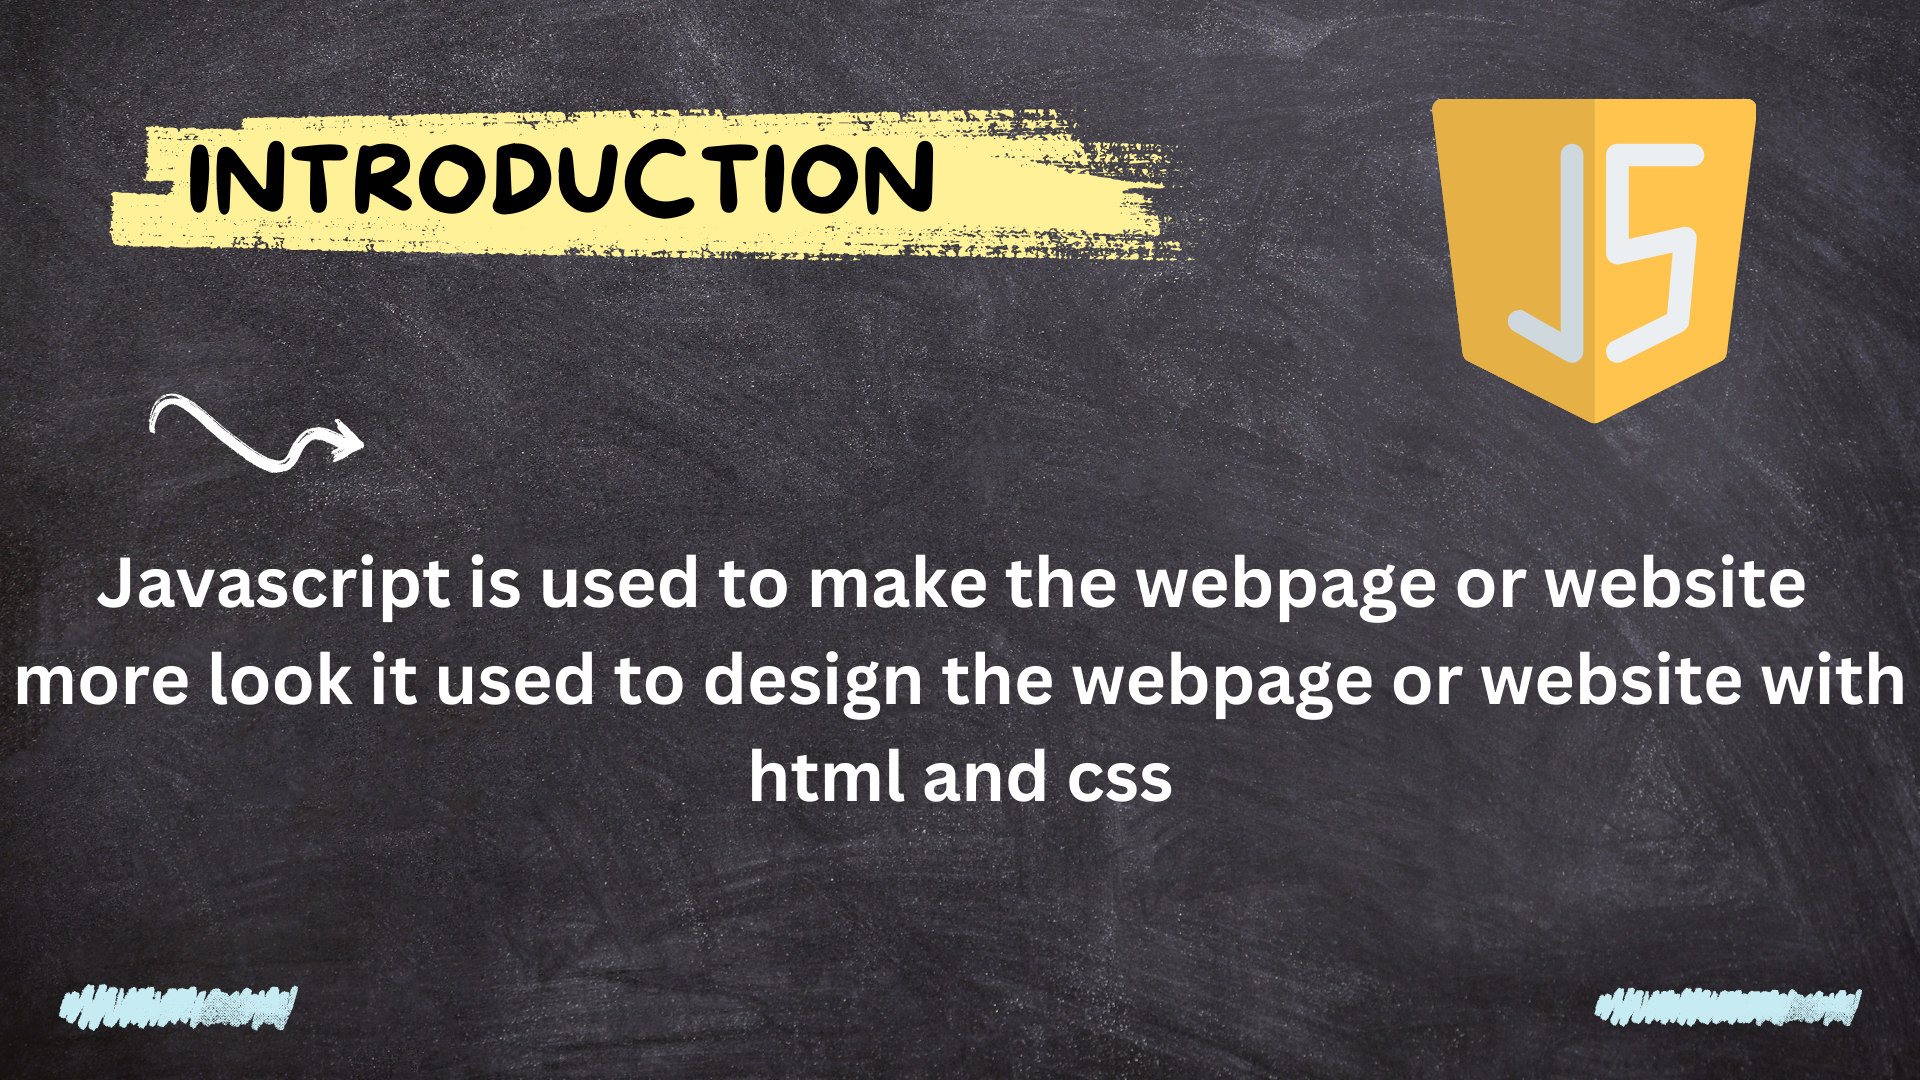 INTRODUCTION
JS
Javascript is used to make the webpage or website
more look it used to design the webpage or website with
html and css